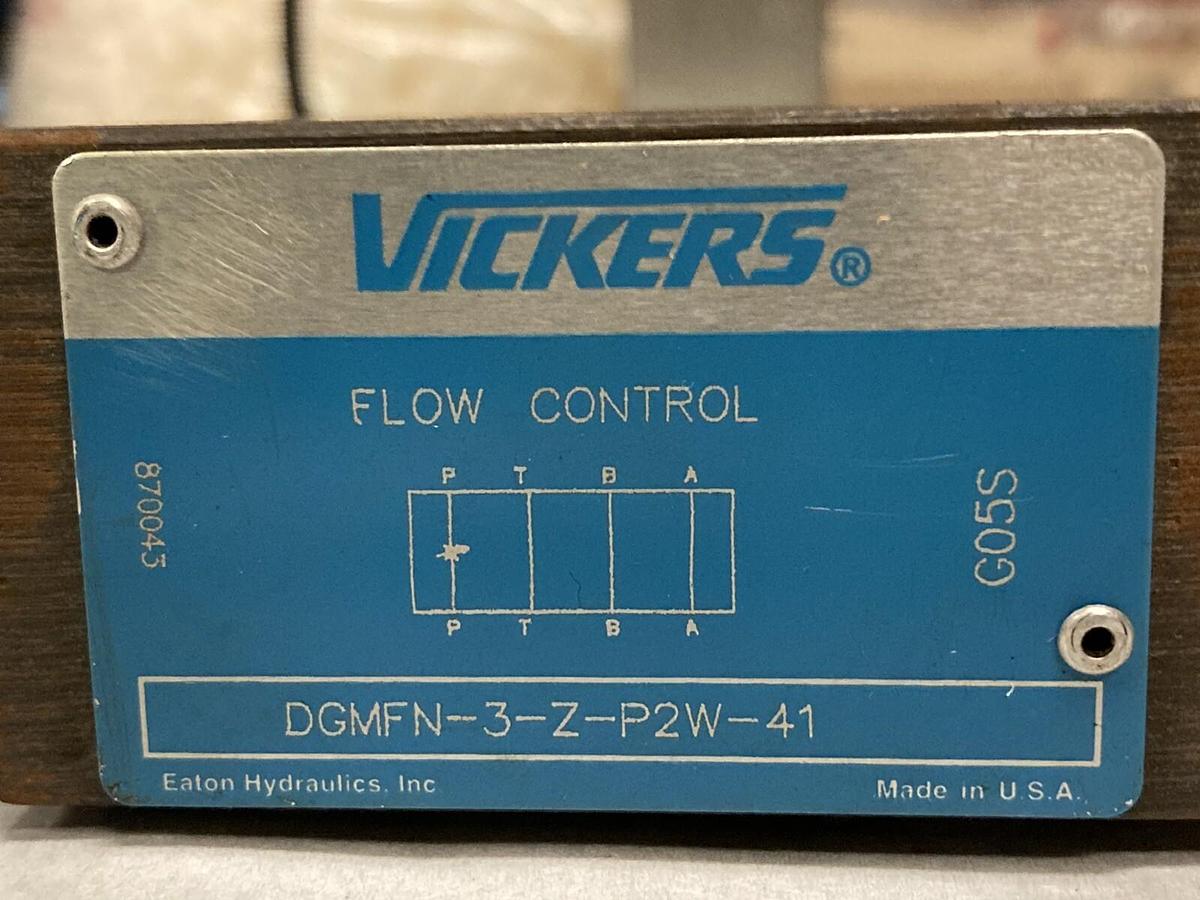 VICKERS®
FLOW CONTROL
870043
P T B A
G05S
P T B A
DGMFN-3-Z-P2W-41
Eaton Hydraulics, Inc
Made in U.S.A.